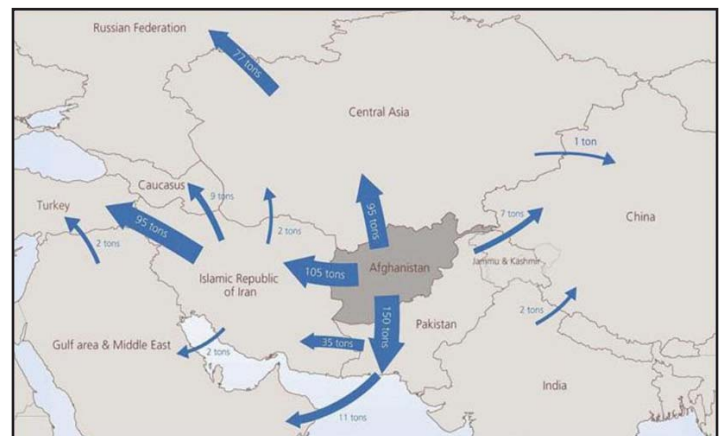 Russian Federation
77 tons
Central Asia
1 ton
Caucasus
9 tons
Turkey
95 tons
2 tons
2 tons
95 tons
7 tons
China
Islamic Republic
of Iran
105 tons
Afghanistan
Jammu & Kashmir
150 tons
Pakistan
2 tons
Gulf area & Middle East
2 tons
35 tons
India
11 tons